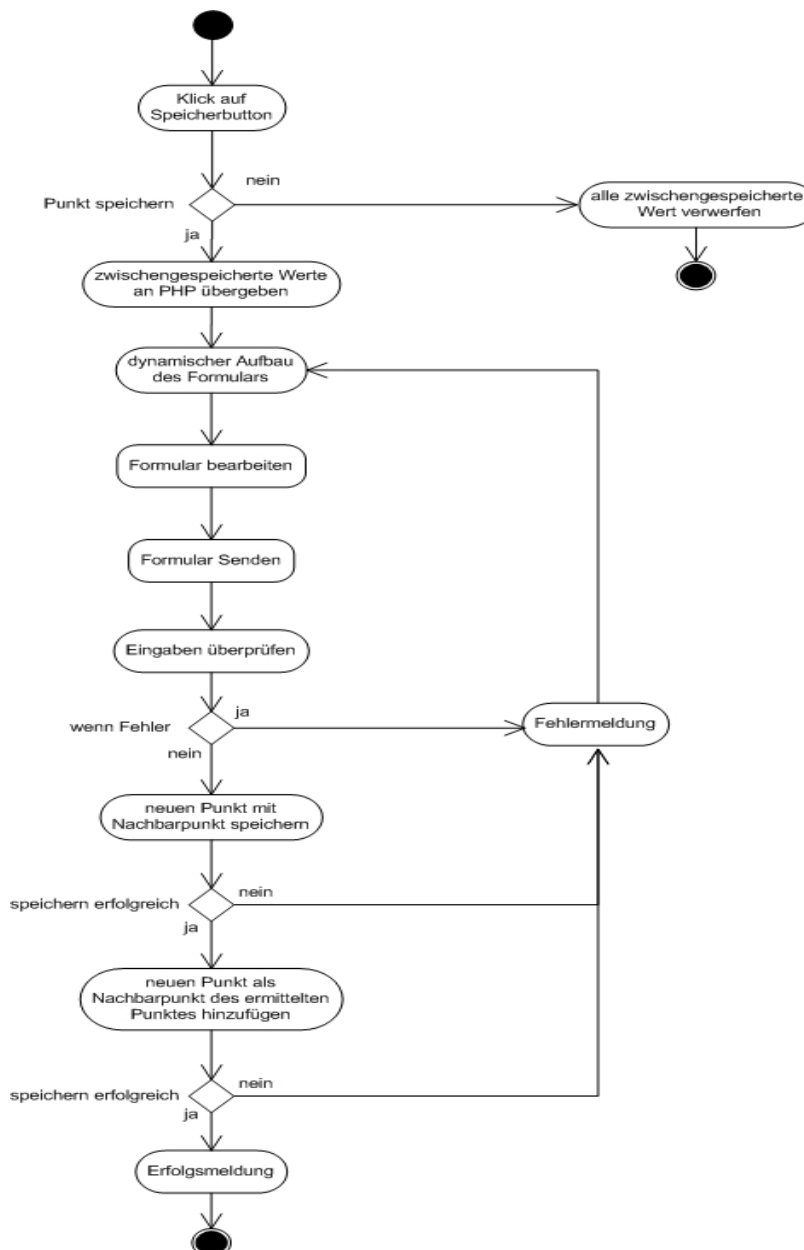 Klick auf
Speicherbutton
nein
Punkt speichern
alle zwischengespeicherte
Wert verwerfen
ja
zwischengespeicherte Werte
an PHP übergeben
dynamischer Aufbau
des Formulars
Formular bearbeiten
Formular Senden
Eingaben überprüfen
ja
wenn Fehler
Fehlermeldung
nein
neuen Punkt mit
Nachbarpunkt speichern
nein
speichern erfolgreich
ja
neuen Punkt als
Nachbarpunkt des ermittelten
Punktes hinzufügen
nein
speichern erfolgreich
ja
Erfolgsmeldung